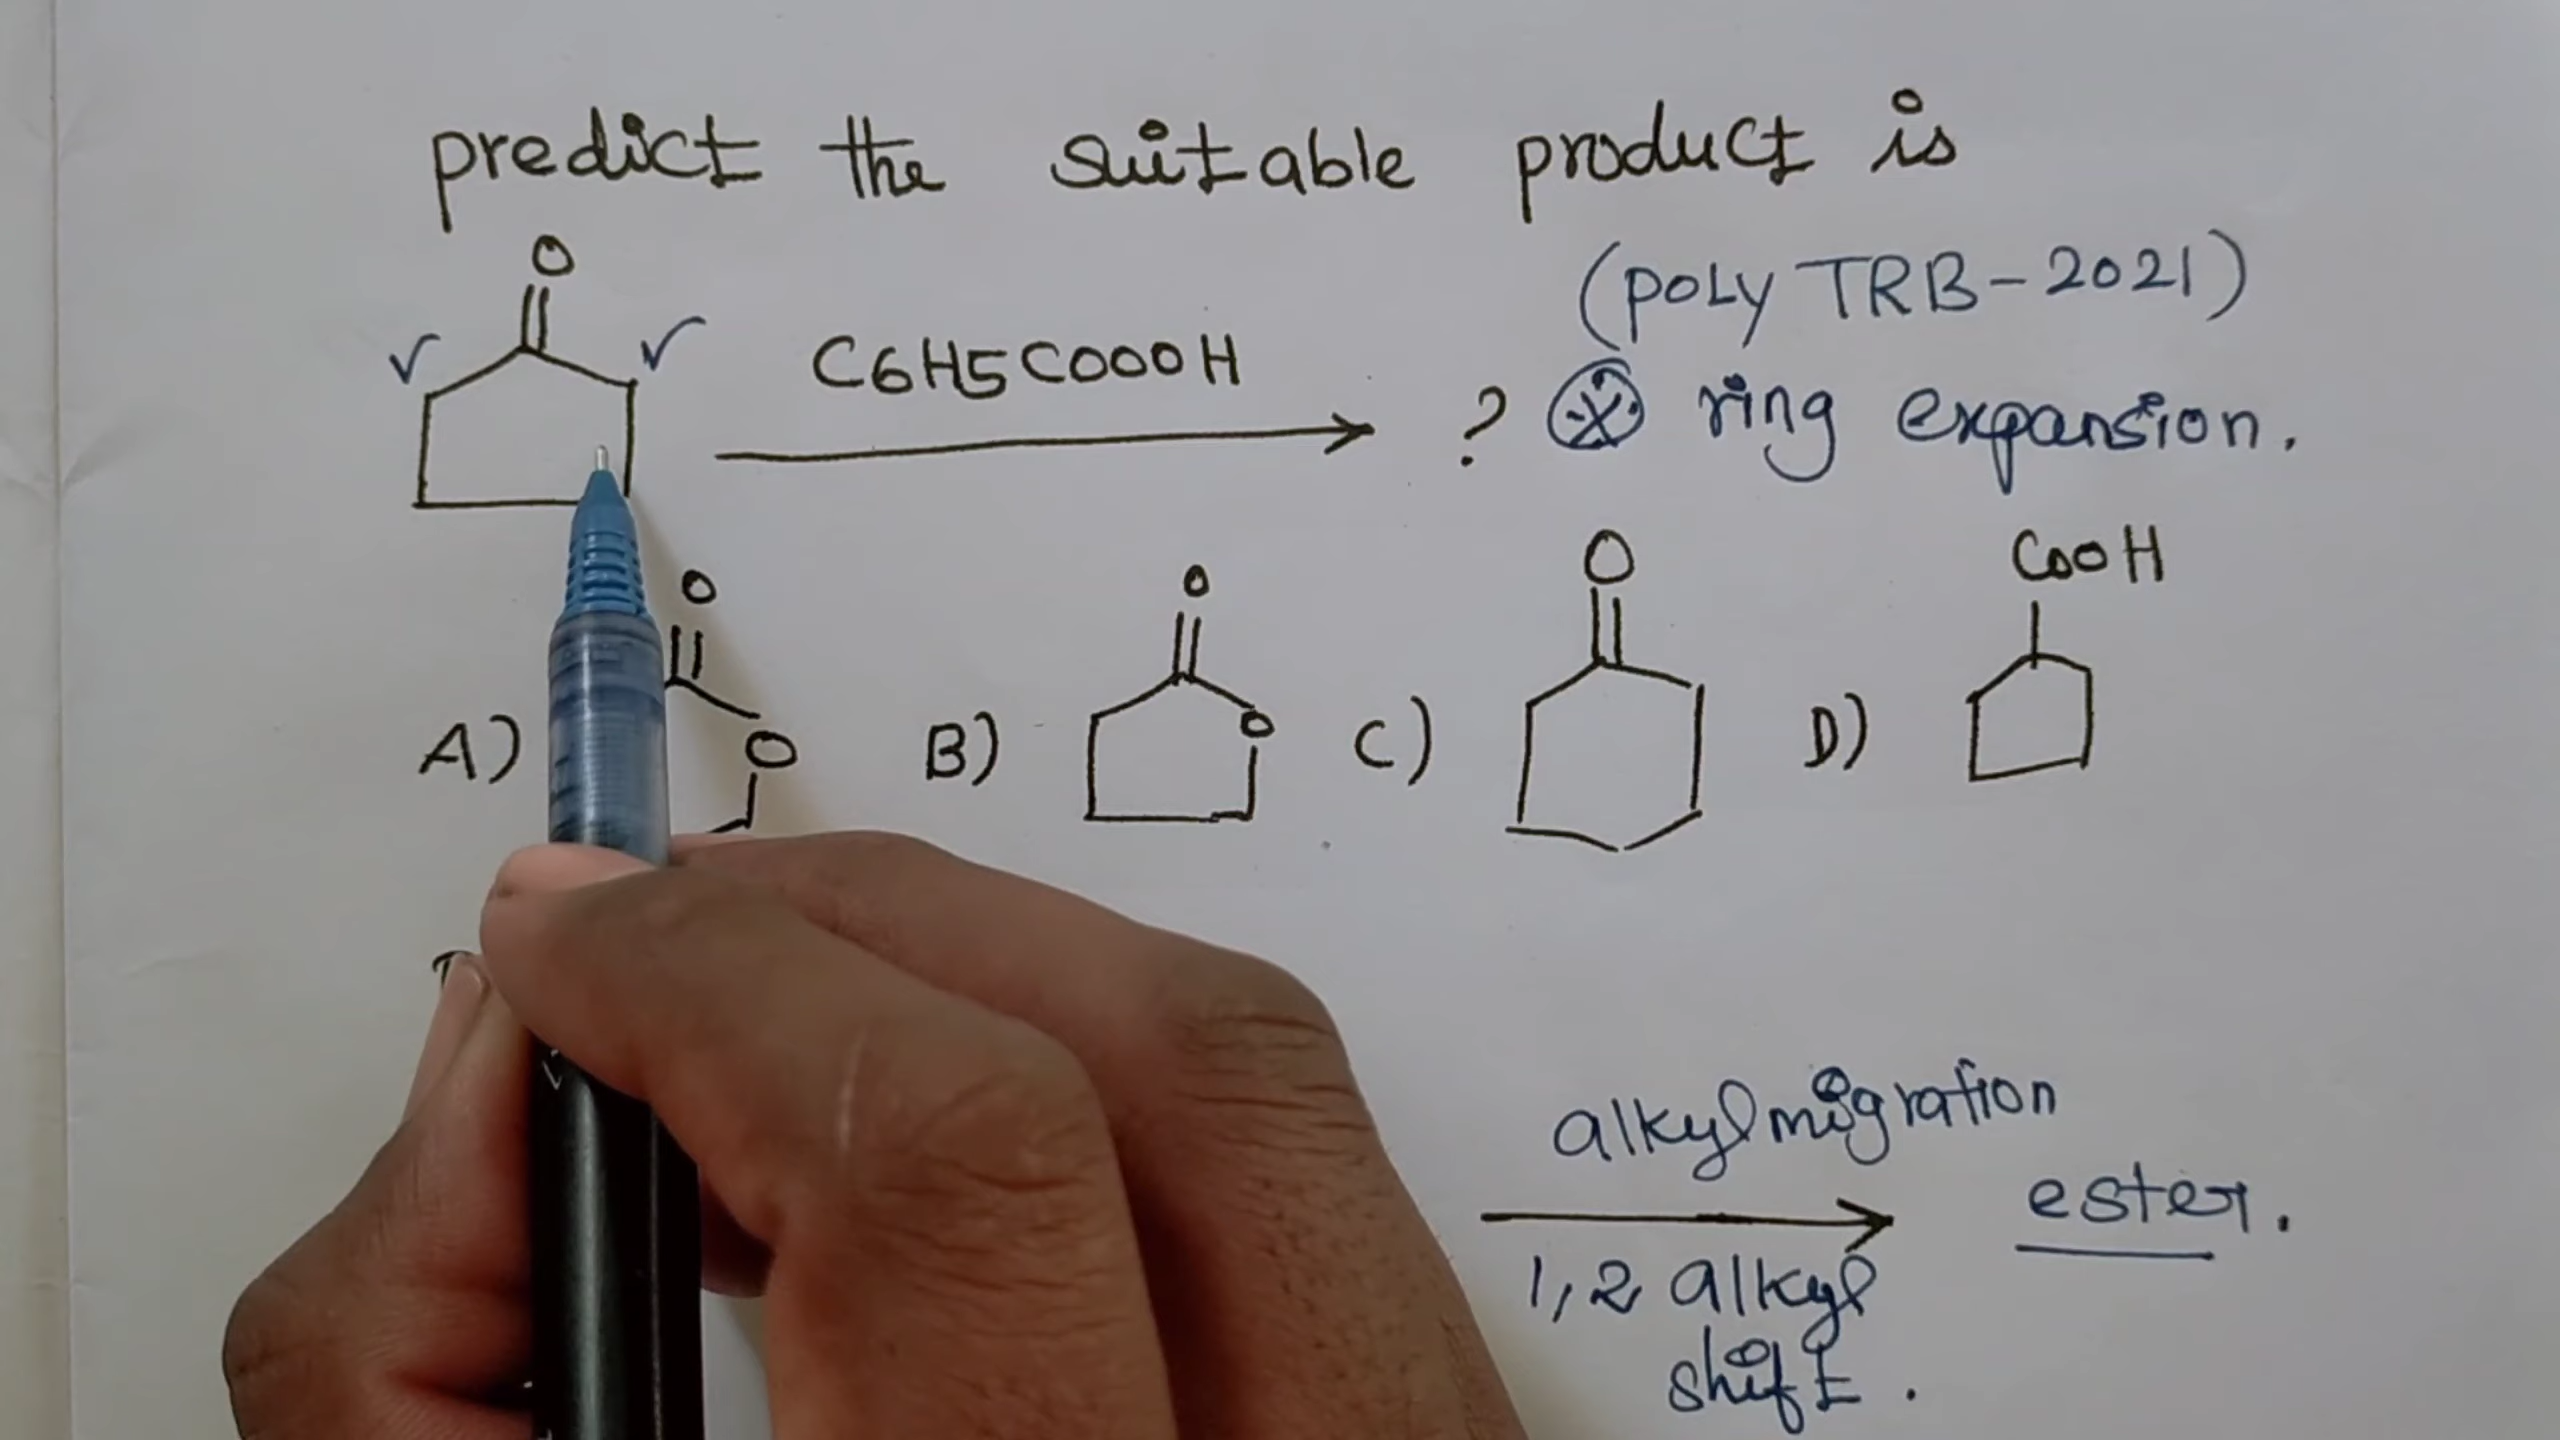 predict the suitable product is
O
(poLy TRB-2021)
C6H5COOOH
? ring expansion.
O O O COOH
A) O B) O C) D)
alkyl migration
ester.
1,2 alkyl
shift.